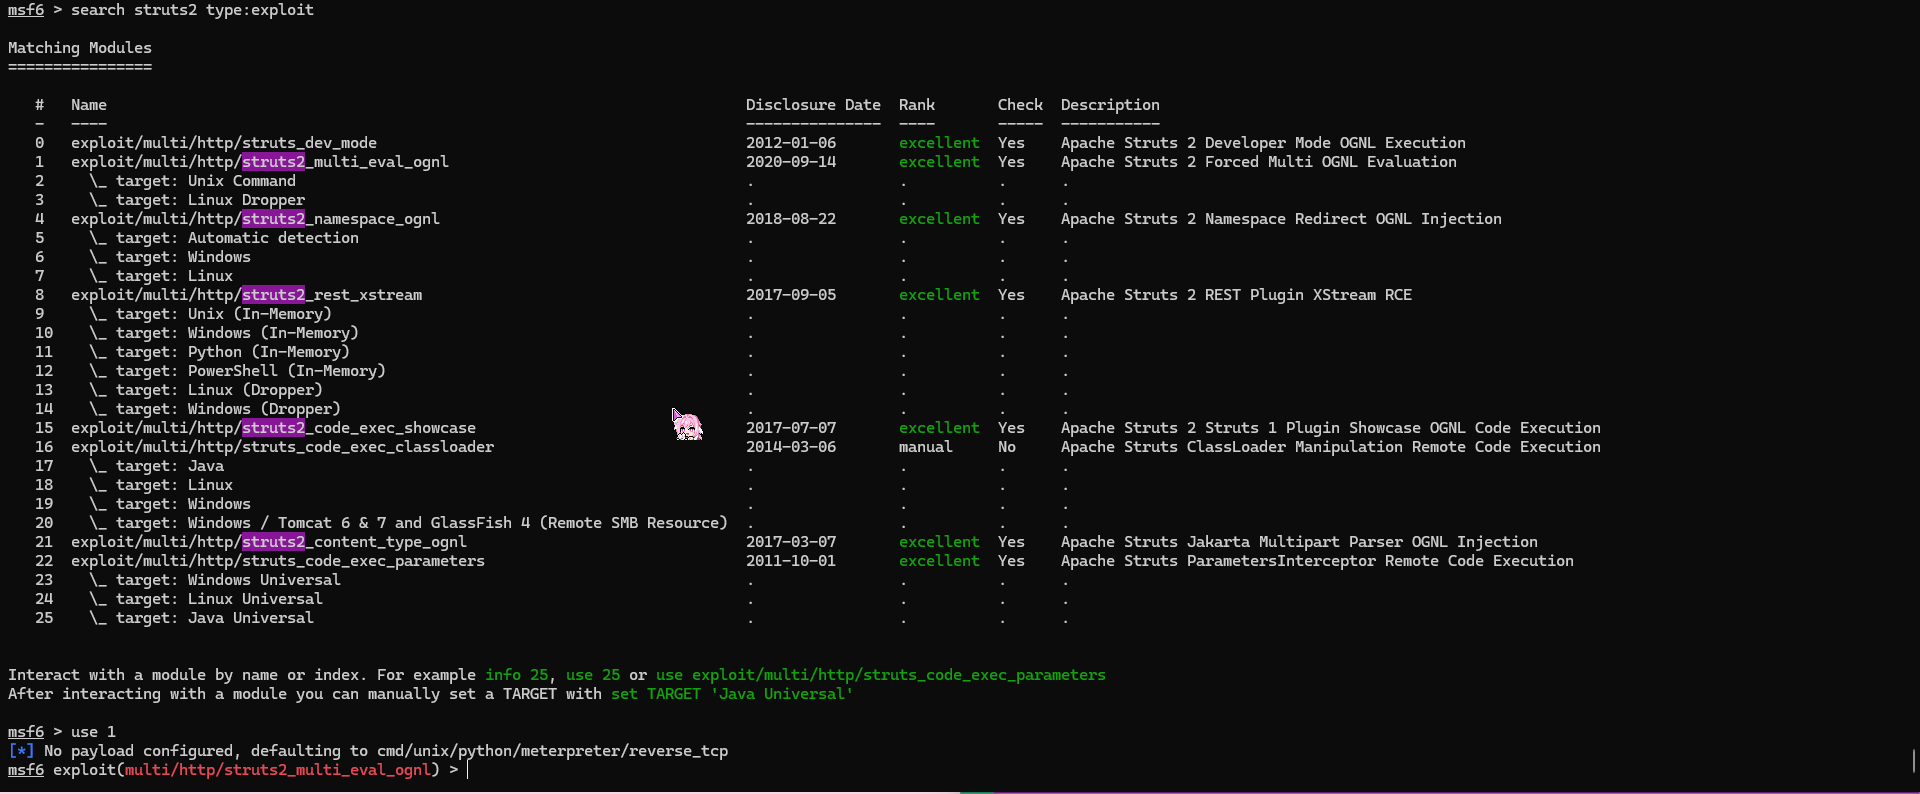 msf6 > search struts2 type:exploit
Matching Modules
================
#   Name                                                                       Disclosure Date  Rank       Check  Description
-   ----                                                                       ---------------  ----       -----  -----------
0   exploit/multi/http/struts_dev_mode                                         2012-01-06       excellent  Yes    Apache Struts 2 Developer Mode OGNL Execution
1   exploit/multi/http/struts2_multi_eval_ognl                                 2020-09-14       excellent  Yes    Apache Struts 2 Forced Multi OGNL Evaluation
2     \_ target: Unix Command                                                  .                .          .      .
3     \_ target: Linux Dropper                                                 .                .          .      .
4   exploit/multi/http/struts2_namespace_ognl                                  2018-08-22       excellent  Yes    Apache Struts 2 Namespace Redirect OGNL Injection
5     \_ target: Automatic detection                                           .                .          .      .
6     \_ target: Windows                                                       .                .          .      .
7     \_ target: Linux                                                         .                .          .      .
8   exploit/multi/http/struts2_rest_xstream                                    2017-09-05       excellent  Yes    Apache Struts 2 REST Plugin XStream RCE
9     \_ target: Unix (In-Memory)                                              .                .          .      .
10    \_ target: Windows (In-Memory)                                           .                .          .      .
11    \_ target: Python (In-Memory)                                            .                .          .      .
12    \_ target: PowerShell (In-Memory)                                        .                .          .      .
13    \_ target: Linux (Dropper)                                               .                .          .      .
14    \_ target: Windows (Dropper)                                             .                .          .      .
15  exploit/multi/http/struts2_code_exec_showcase                              2017-07-07       excellent  Yes    Apache Struts 2 Struts 1 Plugin Showcase OGNL Code Execution
16  exploit/multi/http/struts_code_exec_classloader                            2014-03-06       manual     No     Apache Struts ClassLoader Manipulation Remote Code Execution
17    \_ target: Java                                                          .                .          .      .
18    \_ target: Linux                                                         .                .          .      .
19    \_ target: Windows                                                       .                .          .      .
20    \_ target: Windows / Tomcat 6 & 7 and GlassFish 4 (Remote SMB Resource)  .                .          .      .
21  exploit/multi/http/struts2_content_type_ognl                               2017-03-07       excellent  Yes    Apache Struts Jakarta Multipart Parser OGNL Injection
22  exploit/multi/http/struts_code_exec_parameters                             2011-10-01       excellent  Yes    Apache Struts ParametersInterceptor Remote Code Execution
23    \_ target: Windows Universal                                             .                .          .      .
24    \_ target: Linux Universal                                               .                .          .      .
25    \_ target: Java Universal                                                .                .          .      .
Interact with a module by name or index. For example info 25, use 25 or use exploit/multi/http/struts_code_exec_parameters
After interacting with a module you can manually set a TARGET with set TARGET 'Java Universal'
msf6 > use 1
[*] No payload configured, defaulting to cmd/unix/python/meterpreter/reverse_tcp
msf6 exploit(multi/http/struts2_multi_eval_ognl) >